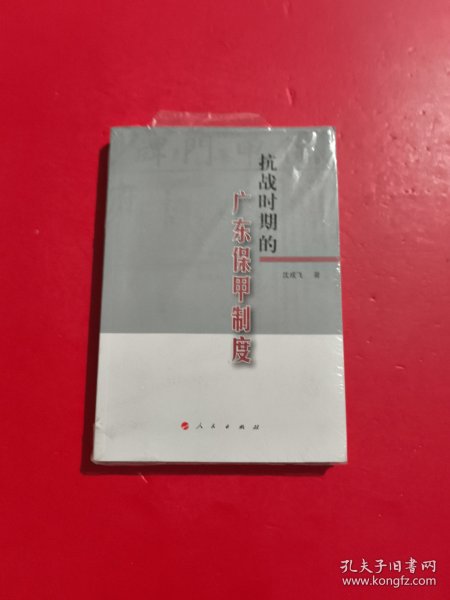 抗战时期的
广东保甲制度
沈成飞 著
人民出版社
孔夫子旧书网
www.kongfz.com